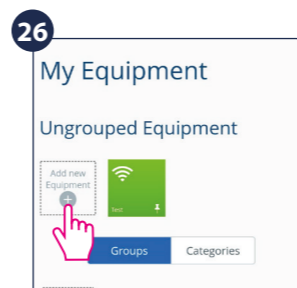 26
My Equipment
Ungrouped Equipment
Add new
Equipment
test
Groups Categories